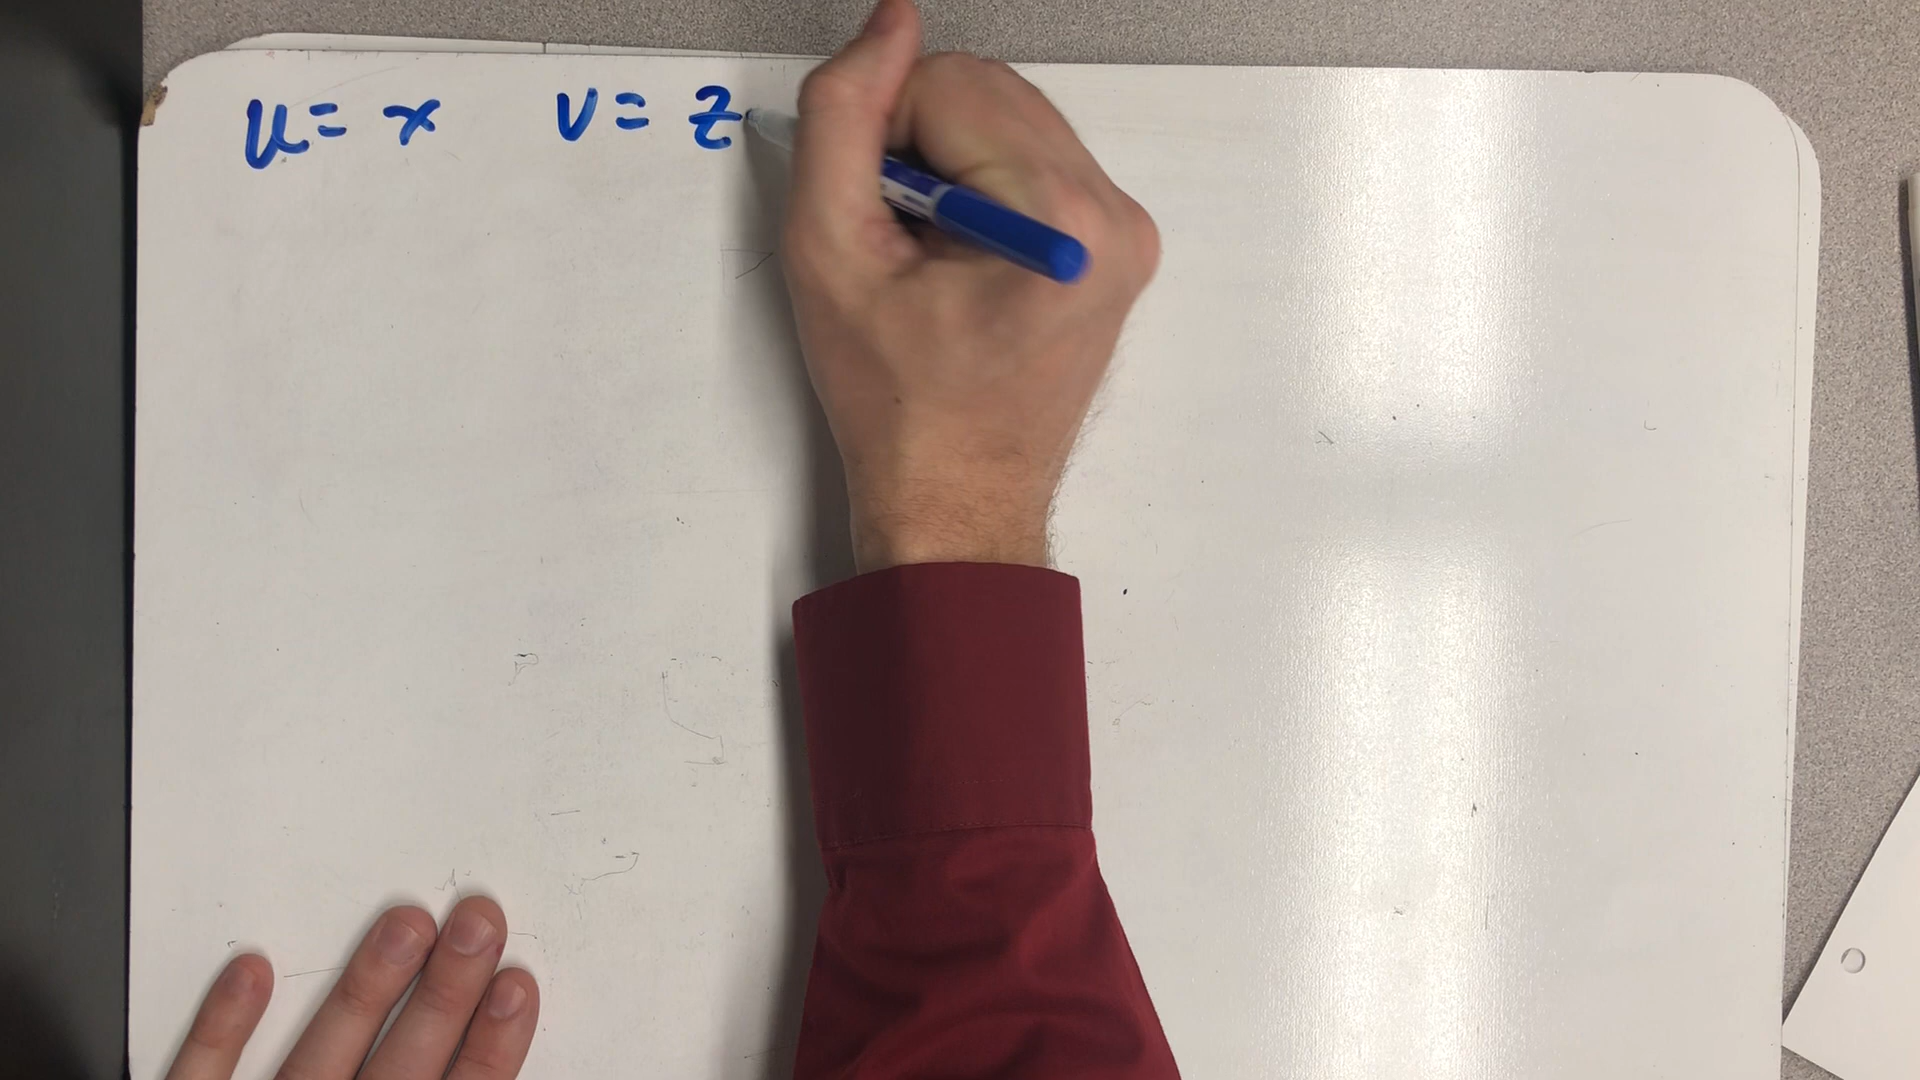 u = x v = z